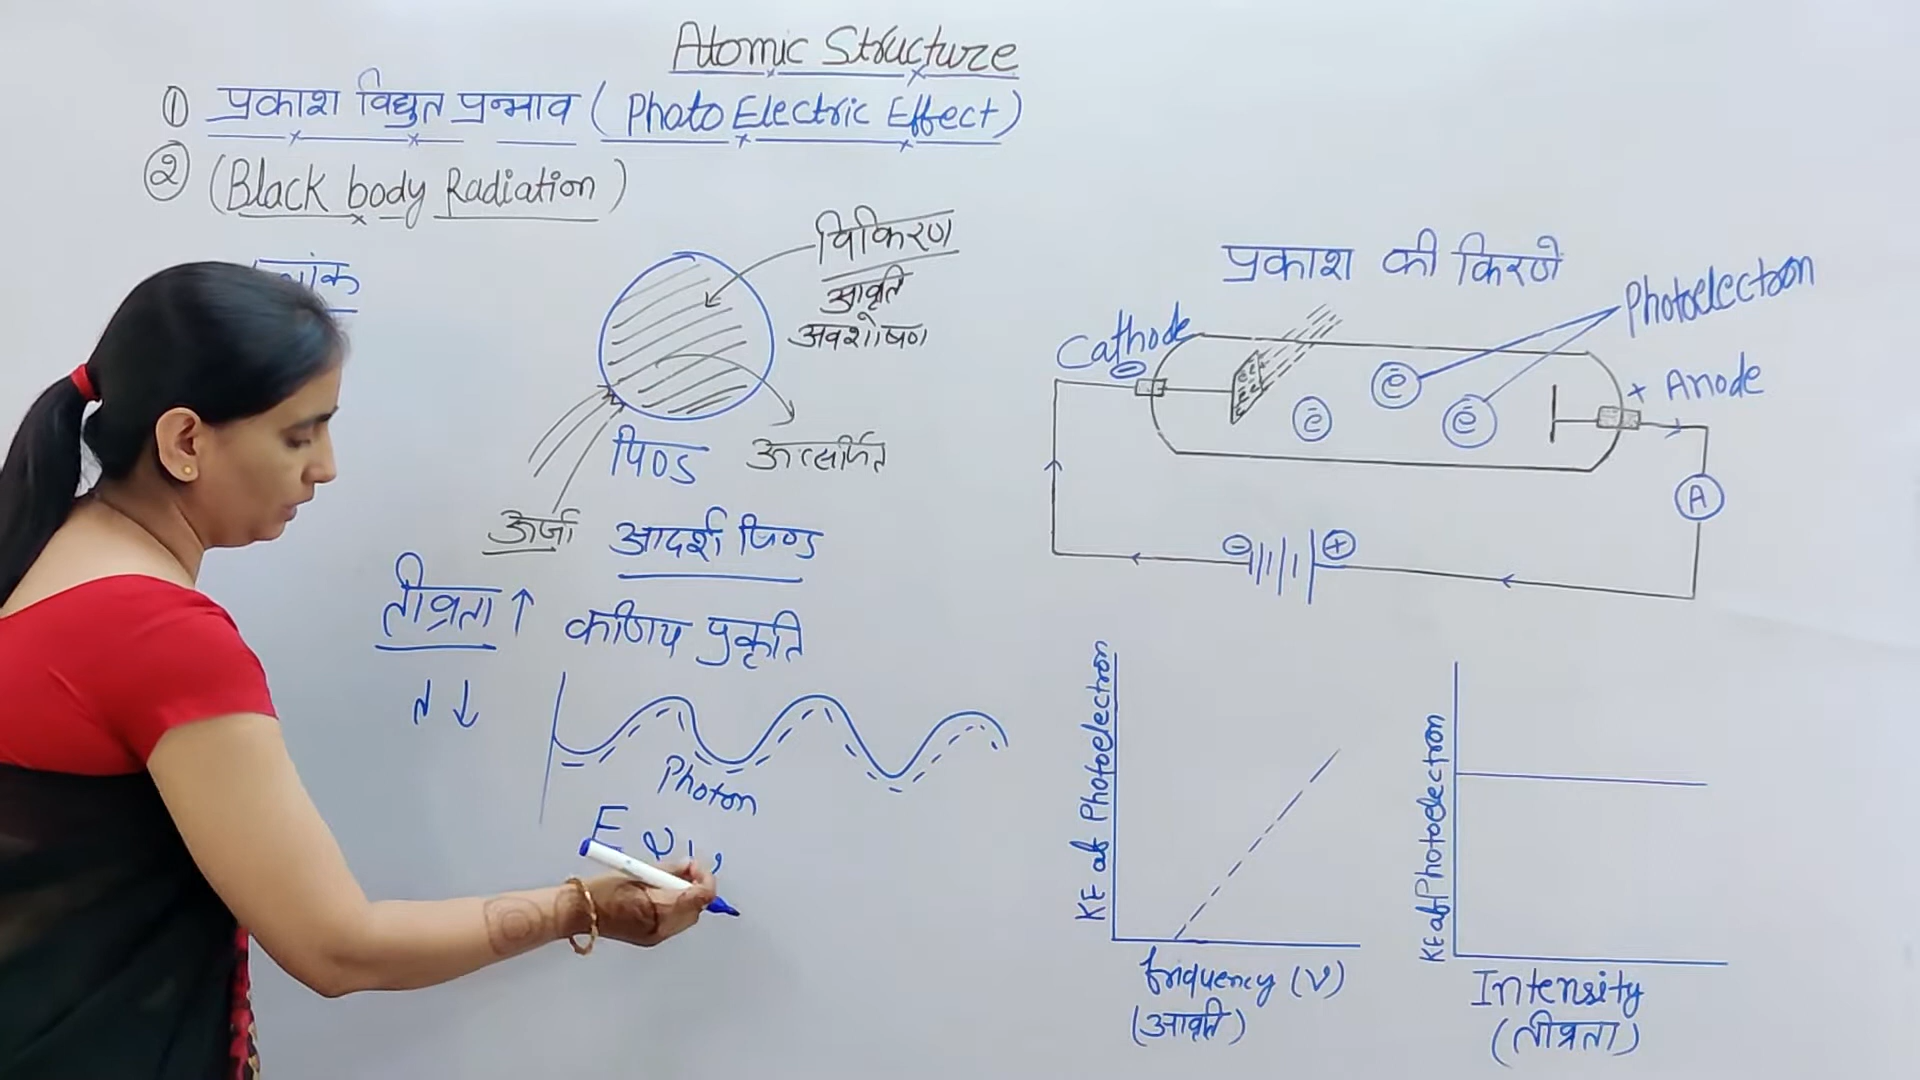 Atomic Structure
① प्रकाश विद्युत प्रभाव ( Photo Electric Effect )
② (Black body Radiation )
विकिरण
आवृति
अवशोषण
पिण्ड
उत्सर्जित
ऊर्जा
आदर्श पिण्ड
तीव्रता ↑
कणिय प्रकृति
Photon
E
प्रकाश की किरणे
Photoelectron
Cathode
-
e e
e e
ē
ē
ē
+ Anode
A
- +
KE of Photoelectron
frequency (ν)
(आवृति)
KE of Photoelectron
Intensity
(तीव्रता)